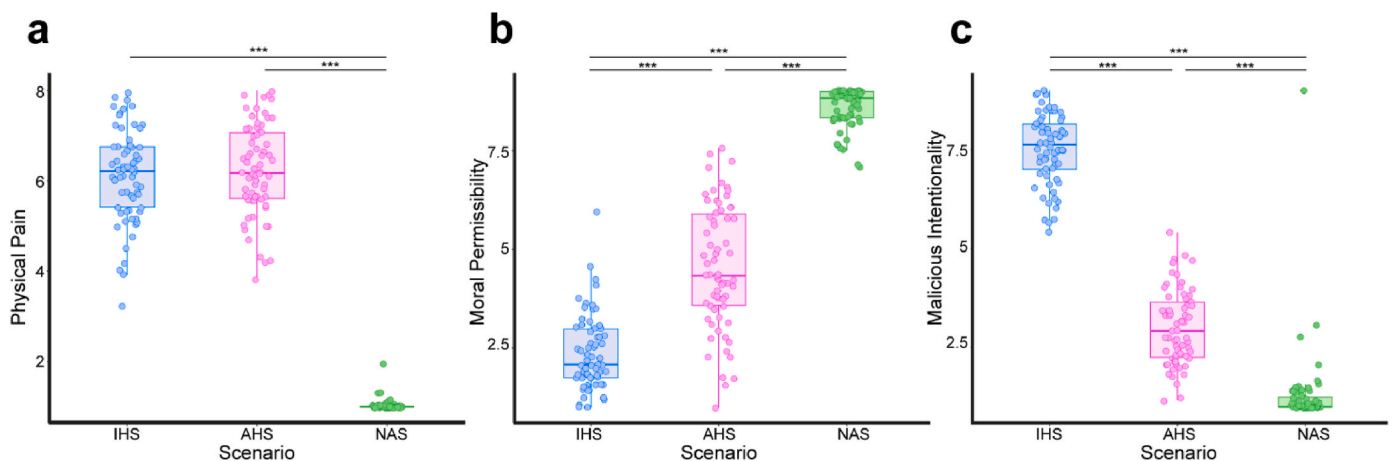 a
***
***
Physical Pain
8
6
4
2
IHS AHS NAS
Scenario
b
***
*** ***
Moral Permissibility
7.5
5
2.5
IHS AHS NAS
Scenario
c
***
*** ***
Malicious Intentionality
7.5
5
2.5
IHS AHS NAS
Scenario